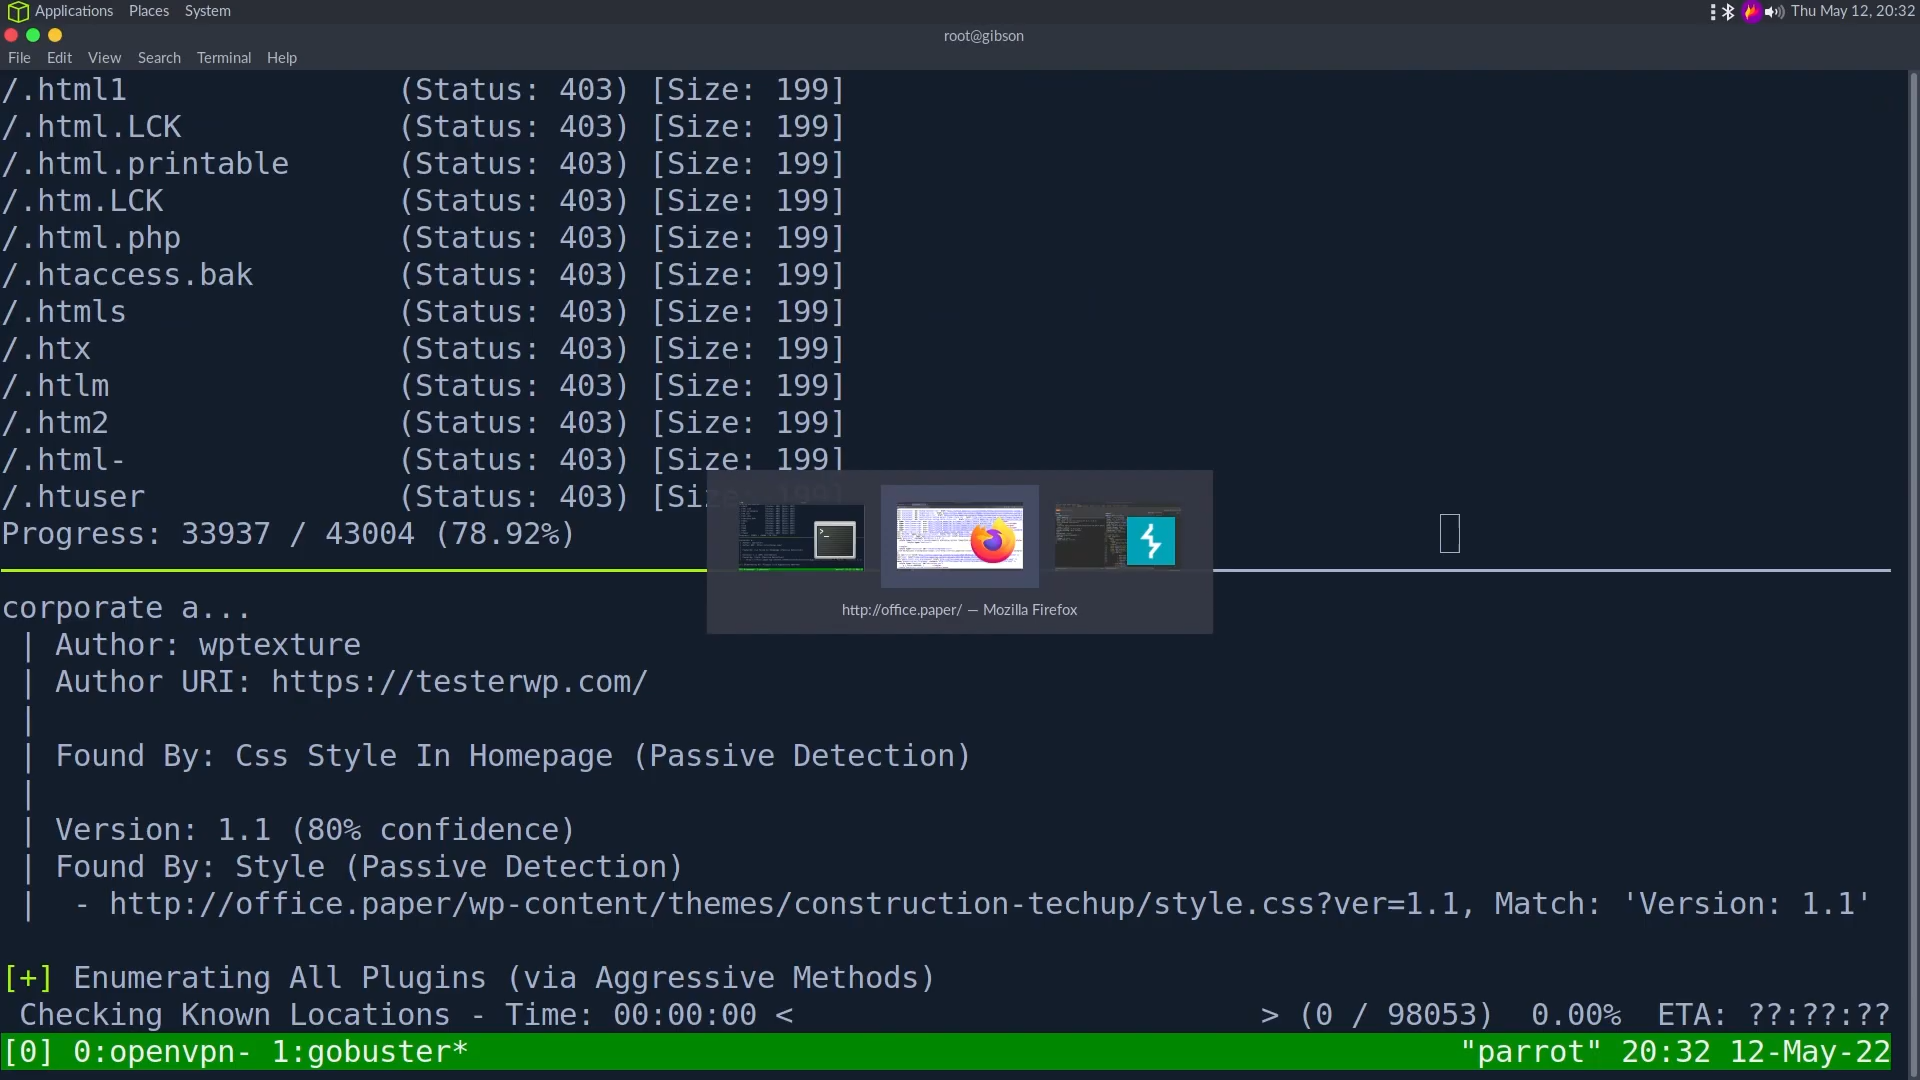 Applications Places System
Thu May 12, 20:32
root@gibson
File Edit View Search Terminal Help
/.html1 (Status: 403) [Size: 199]
/.html.LCK (Status: 403) [Size: 199]
/.html.printable (Status: 403) [Size: 199]
/.htm.LCK (Status: 403) [Size: 199]
/.html.php (Status: 403) [Size: 199]
/.htaccess.bak (Status: 403) [Size: 199]
/.htmls (Status: 403) [Size: 199]
/.htx (Status: 403) [Size: 199]
/.htlm (Status: 403) [Size: 199]
/.htm2 (Status: 403) [Size: 199]
/.html- (Status: 403) [Size: 199]
/.htuser (Status: 403) [Size: 199]
Progress: 33937 / 43004 (78.92%)
http://office.paper/ — Mozilla Firefox
corporate a...
| Author: wptexture
| Author URI: https://testerwp.com/
|
| Found By: Css Style In Homepage (Passive Detection)
|
| Version: 1.1 (80% confidence)
| Found By: Style (Passive Detection)
| - http://office.paper/wp-content/themes/construction-techup/style.css?ver=1.1, Match: 'Version: 1.1'
[+] Enumerating All Plugins (via Aggressive Methods)
Checking Known Locations - Time: 00:00:00 < > (0 / 98053) 0.00% ETA: ??:??:??
[0] 0:openvpn- 1:gobuster* "parrot" 20:32 12-May-22